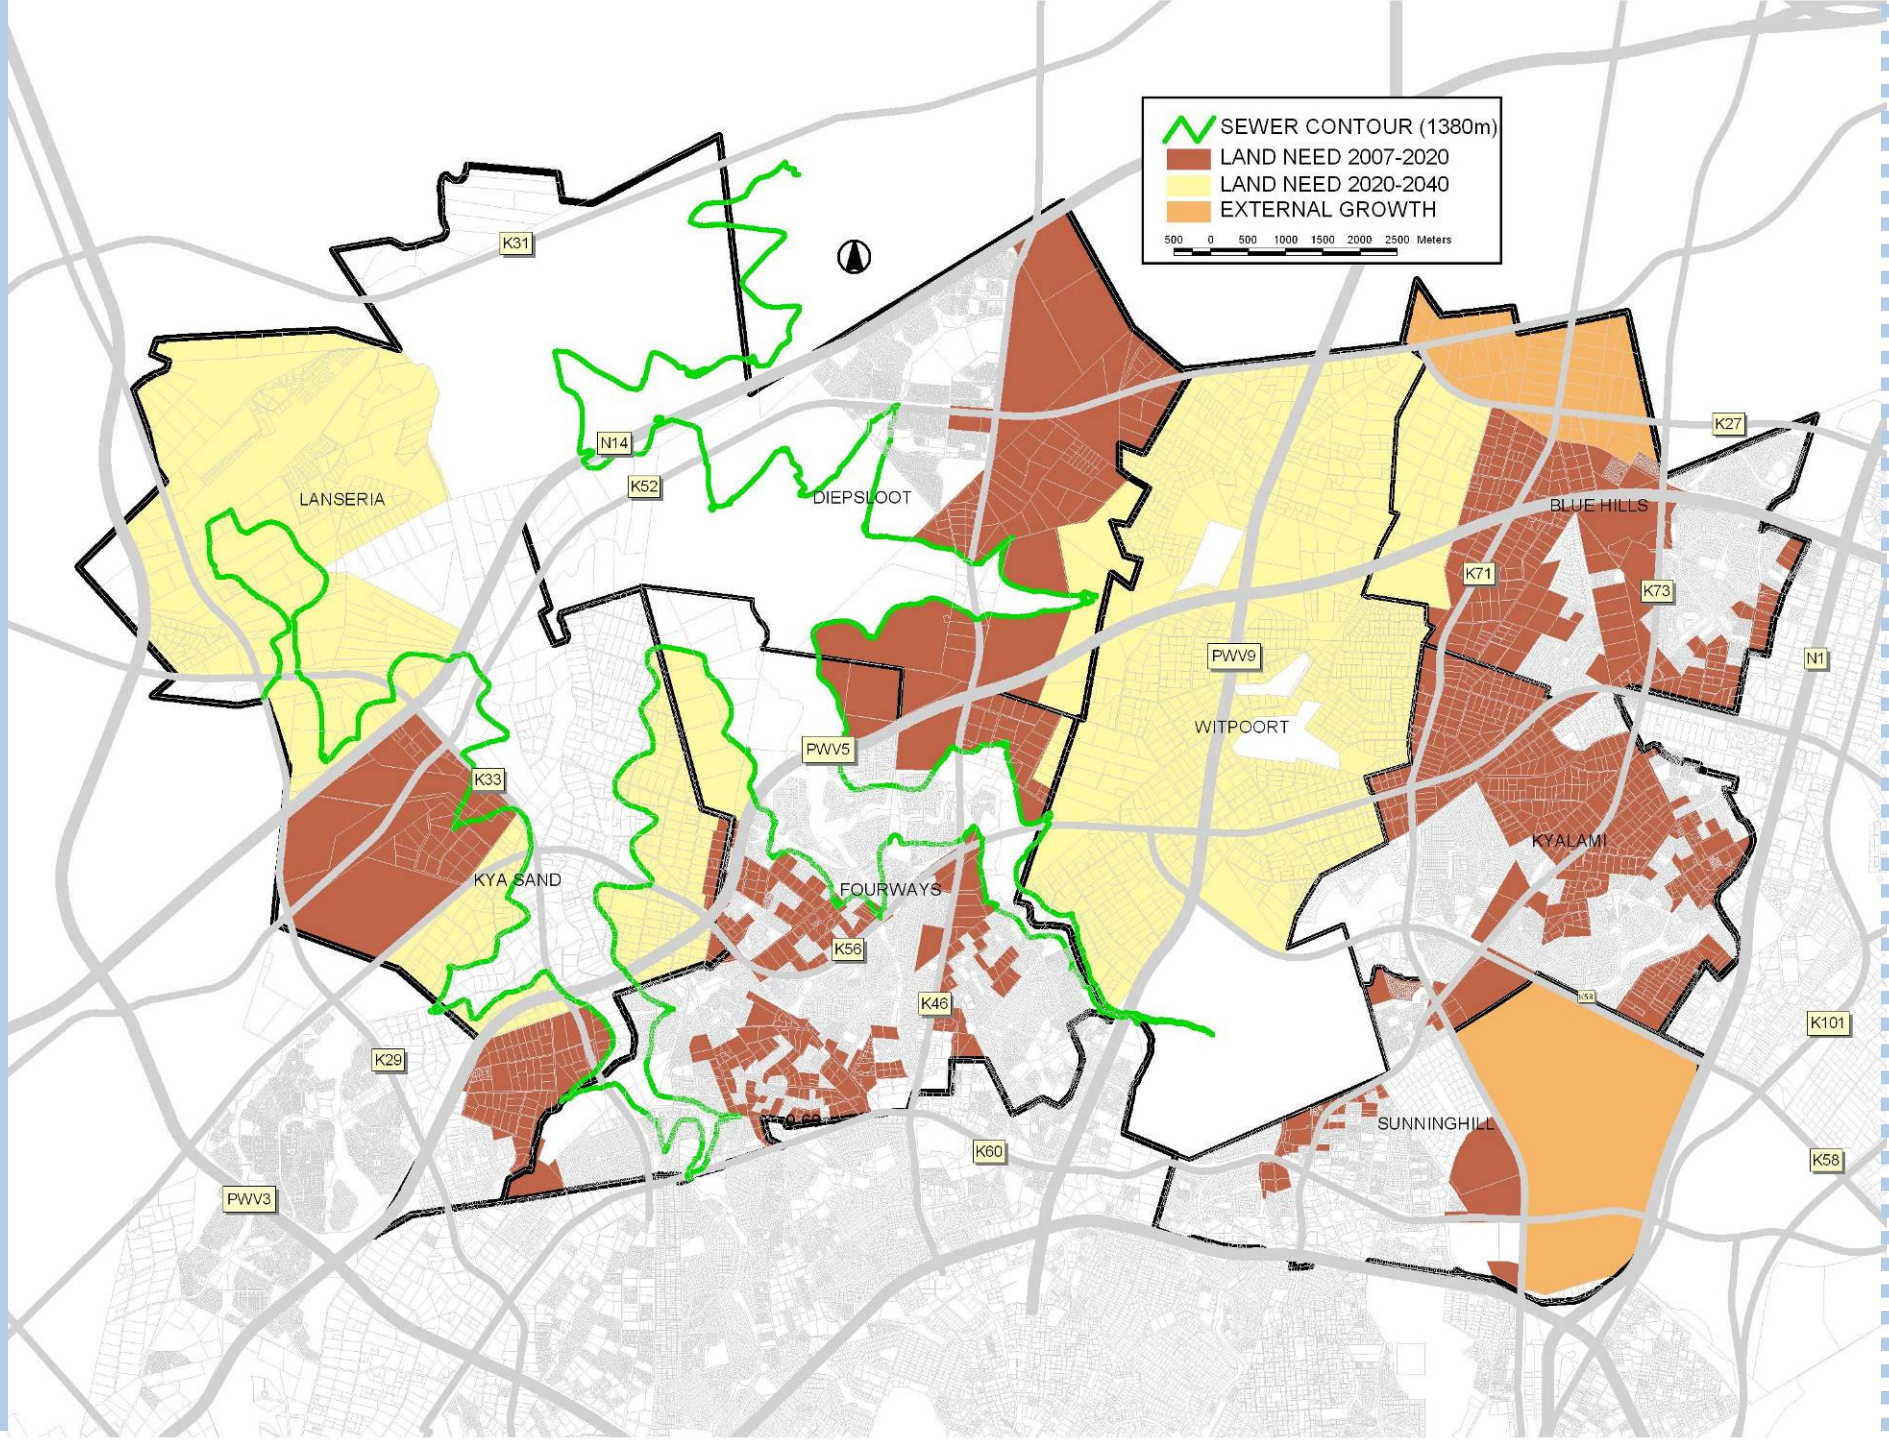 SEWER CONTOUR (1380m)
LAND NEED 2007-2020
LAND NEED 2020-2040
EXTERNAL GROWTH
500 0 500 1000 1500 2000 2500 Meters
K31
K27
N14
K52
LANSERIA
DIEPSLOOT
BLUE HILLS
K71
K73
PWV9
N1
WITPOORT
PWV5
K33
KYALAMI
KYA SAND
FOURWAYS
K56
K58
K46
K101
K29
SUNNINGHILL
K60
K58
PWV3